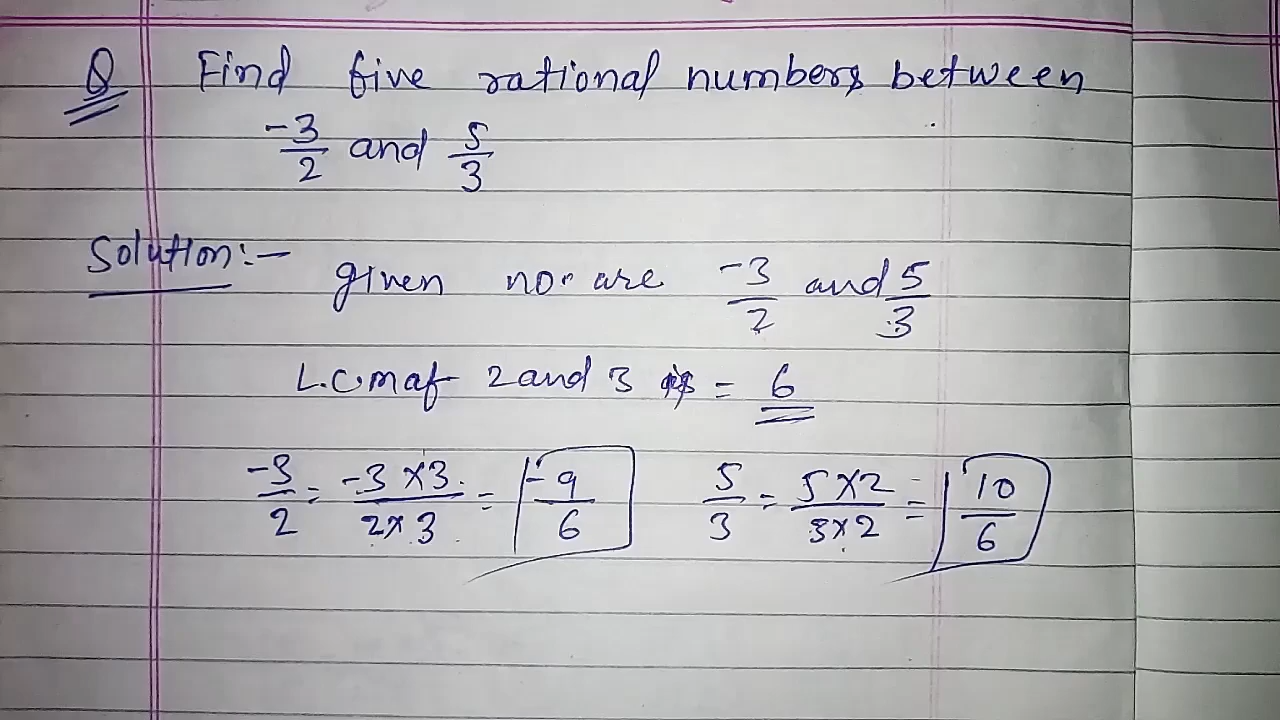 Q Find five rational numbers between
-3/2 and 5/3
Solution:-
given no. are -3/2 and 5/3
L.C.M of 2 and 3 is = 6
-3/2 = -3×3/2×3 = -9/6 5/3 = 5×2/3×2 = 10/6